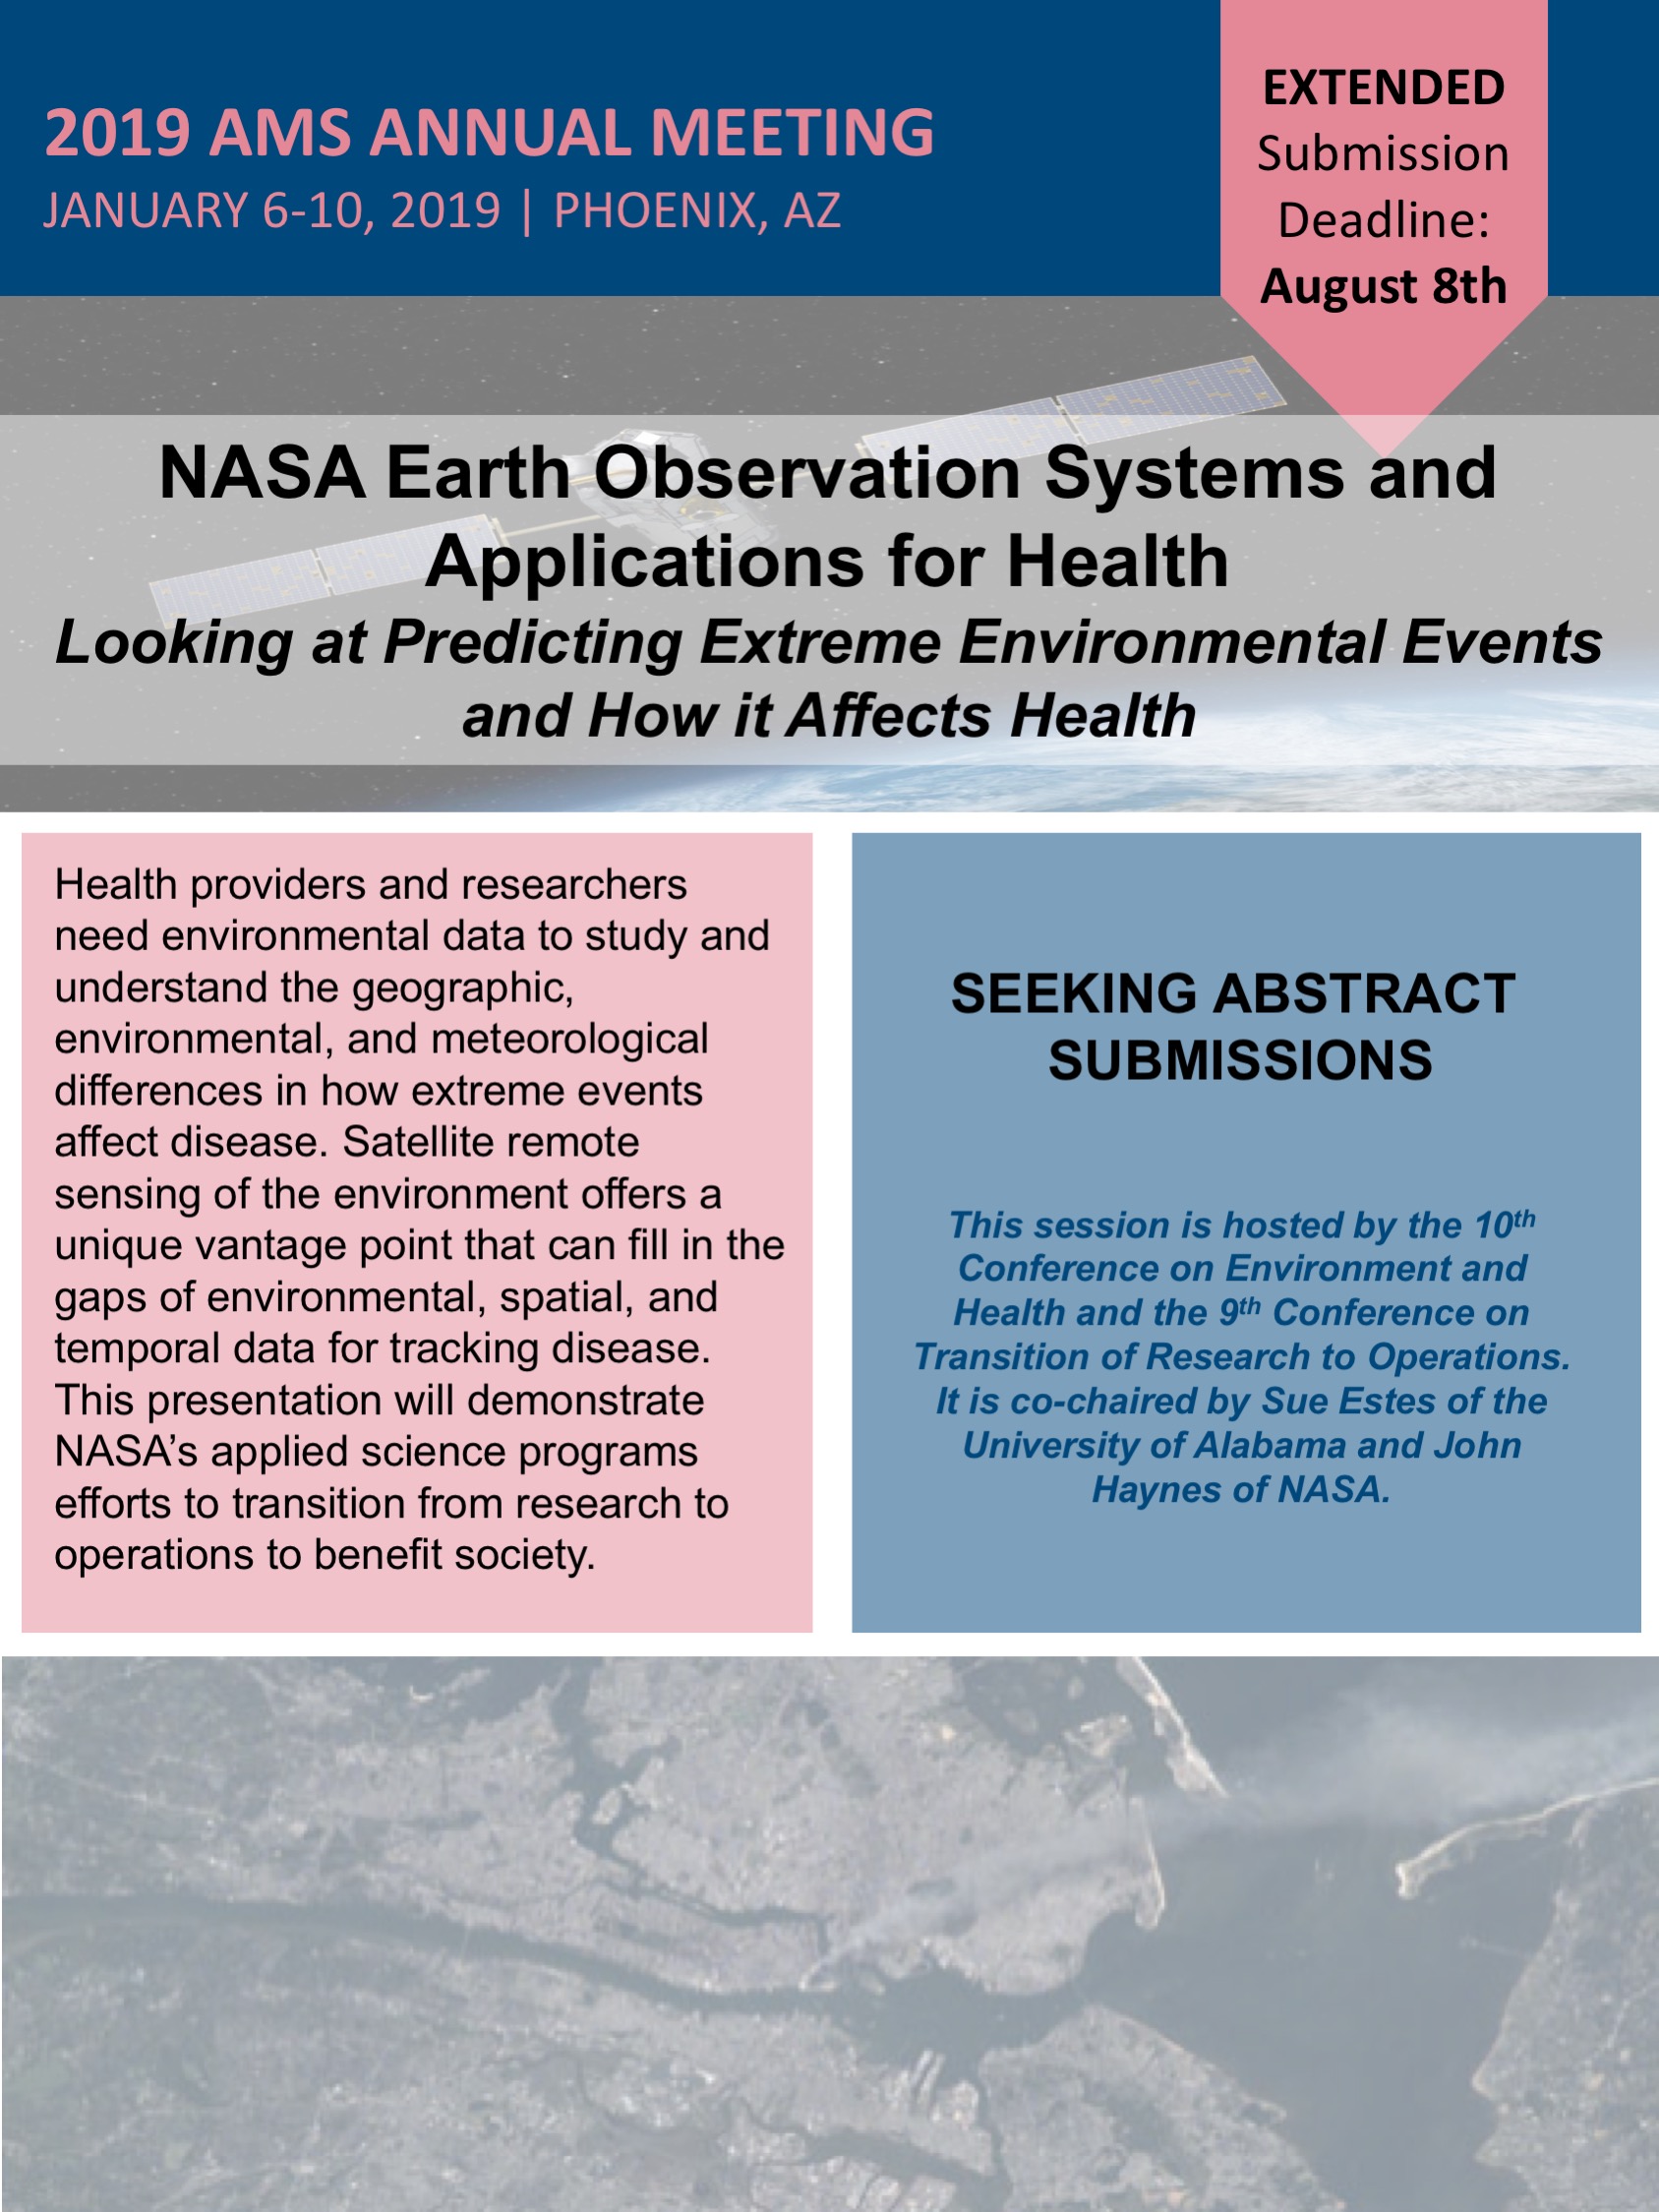 2019 AMS ANNUAL MEETING
JANUARY 6-10, 2019 | PHOENIX, AZ
EXTENDED
Submission
Deadline:
August 8th
NASA Earth Observation Systems and
Applications for Health
Looking at Predicting Extreme Environmental Events
and How it Affects Health
Health providers and researchers
need environmental data to study and
understand the geographic,
environmental, and meteorological
differences in how extreme events
affect disease. Satellite remote
sensing of the environment offers a
unique vantage point that can fill in the
gaps of environmental, spatial, and
temporal data for tracking disease.
This presentation will demonstrate
NASA’s applied science programs
efforts to transition from research to
operations to benefit society.
SEEKING ABSTRACT
SUBMISSIONS
This session is hosted by the 10th
Conference on Environment and
Health and the 9th Conference on
Transition of Research to Operations.
It is co-chaired by Sue Estes of the
University of Alabama and John
Haynes of NASA.